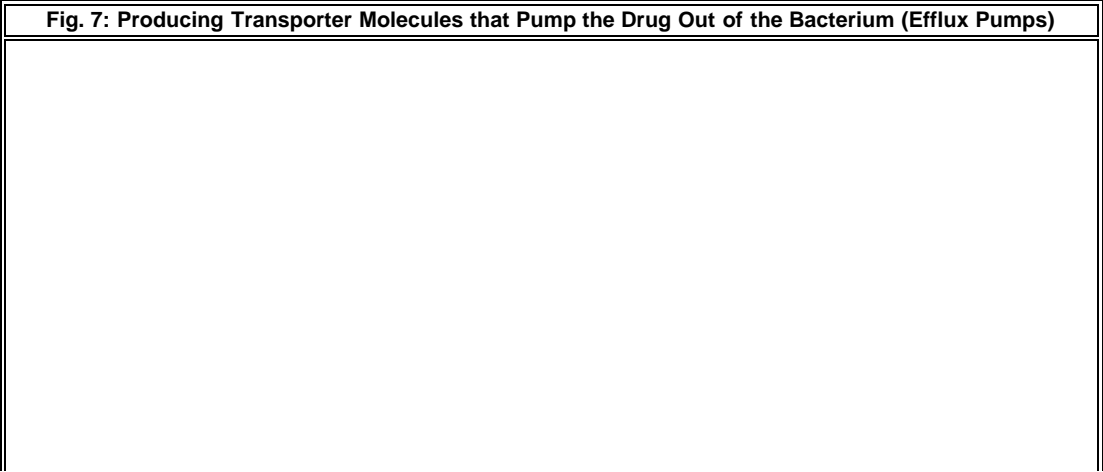 Fig. 7: Producing Transporter Molecules that Pump the Drug Out of the Bacterium (Efflux Pumps)